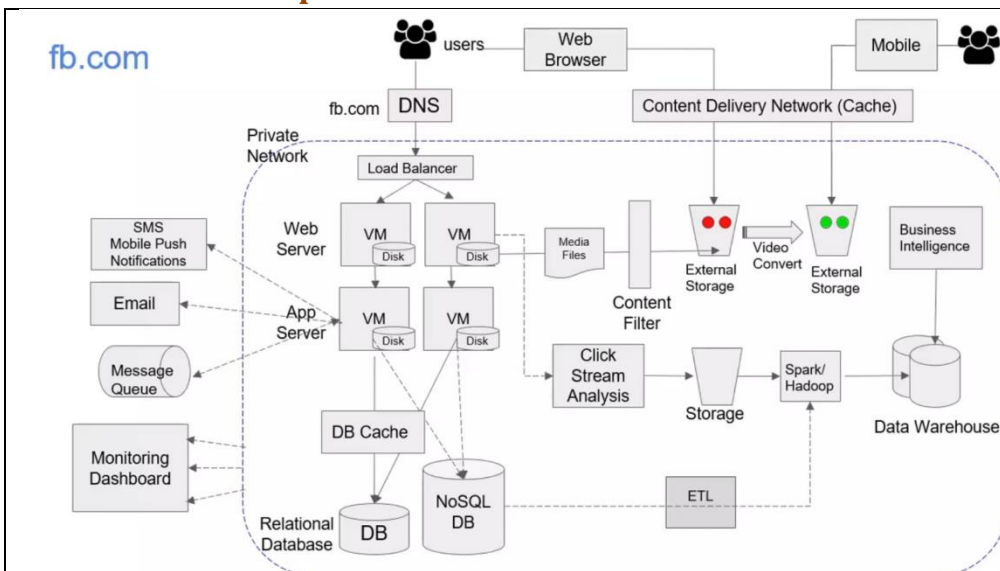 fb.com
users
Web
Browser
Mobile
fb.com
DNS
Content Delivery Network (Cache)
Private
Network
Load Balancer
SMS
Mobile Push
Notifications
Web
Server
VM
Disk
VM
Disk
Media
Files
Content
Filter
External
Storage
Video
Convert
External
Storage
Business
Intelligence
Email
App
Server
VM
Disk
VM
Disk
Message
Queue
Click
Stream
Analysis
Storage
Spark/
Hadoop
Data Warehouse
DB Cache
Monitoring
Dashboard
Relational
Database
DB
NoSQL
DB
ETL